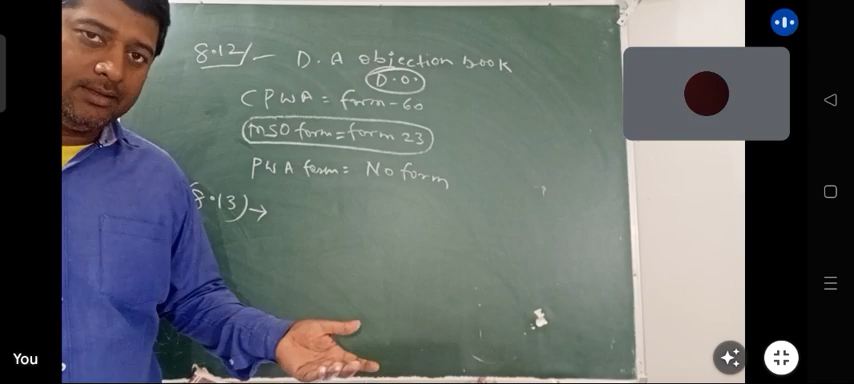 8.12/- D.A objection book
D.O.
CPWA = form-60
MSO form = form 23
PWA form = No form
8.13) →
You